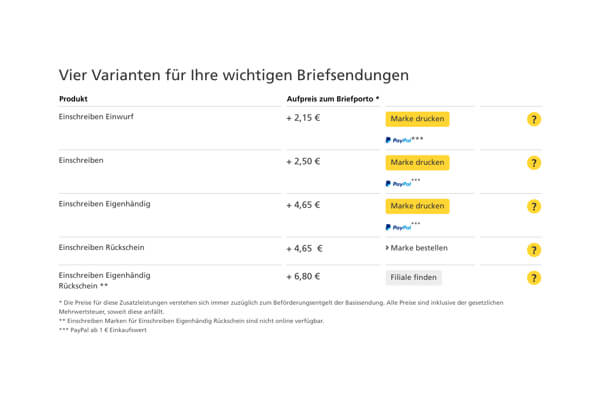 Vier Varianten für Ihre wichtigen Briefsendungen
Produkt Aufpreis zum Briefporto *
Einschreiben Einwurf + 2,15 € Marke drucken ?
PayPal ***
Einschreiben + 2,50 € Marke drucken ?
PayPal ***
Einschreiben Eigenhändig + 4,65 € Marke drucken ?
PayPal ***
Einschreiben Rückschein + 4,65 € Marke bestellen ?
Einschreiben Eigenhändig + 6,80 € Filiale finden ?
Rückschein **
* Die Preise für diese Zusatzleistungen verstehen sich immer zuzüglich zum Beförderungsentgelt der Basissendung. Alle Preise sind inklusive der gesetzlichen
Mehrwertsteuer, soweit diese anfällt.
** Einschreiben Marken für Einschreiben Eigenhändig Rückschein sind nicht online verfügbar.
*** PayPal ab 1 € Einkaufswert